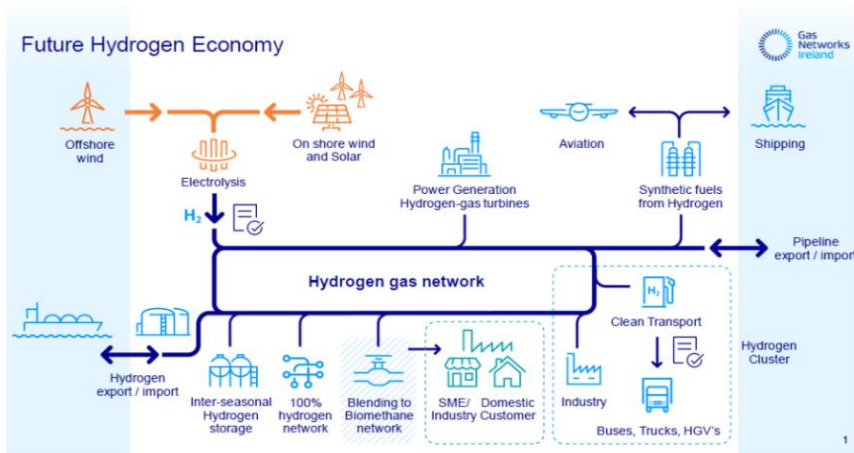 Future Hydrogen Economy
Gas
Networks
Ireland
Offshore
wind
On shore wind
and Solar
Electrolysis
H2
Aviation
Shipping
Power Generation
Hydrogen-gas turbines
Synthetic fuels
from Hydrogen
Pipeline
export / import
Hydrogen gas network
H2
Clean Transport
Hydrogen
Cluster
Hydrogen
export / import
Inter-seasonal
Hydrogen
storage
100%
hydrogen
network
Blending to
Biomethane
network
SME/
Industry
Domestic
Customer
Industry
Buses, Trucks, HGV's
1